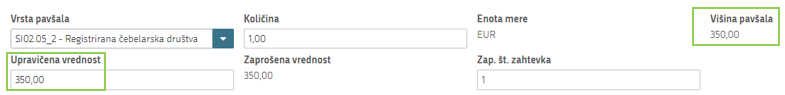 Vrsta pavšala Količina Enota mere Višina pavšala
SI02.05_2 - Registrirana čebelarska društva 1,00 EUR 350,00
Upravičena vrednost Zaprošena vrednost Zap. št. zahtevka
350,00 350,00 1